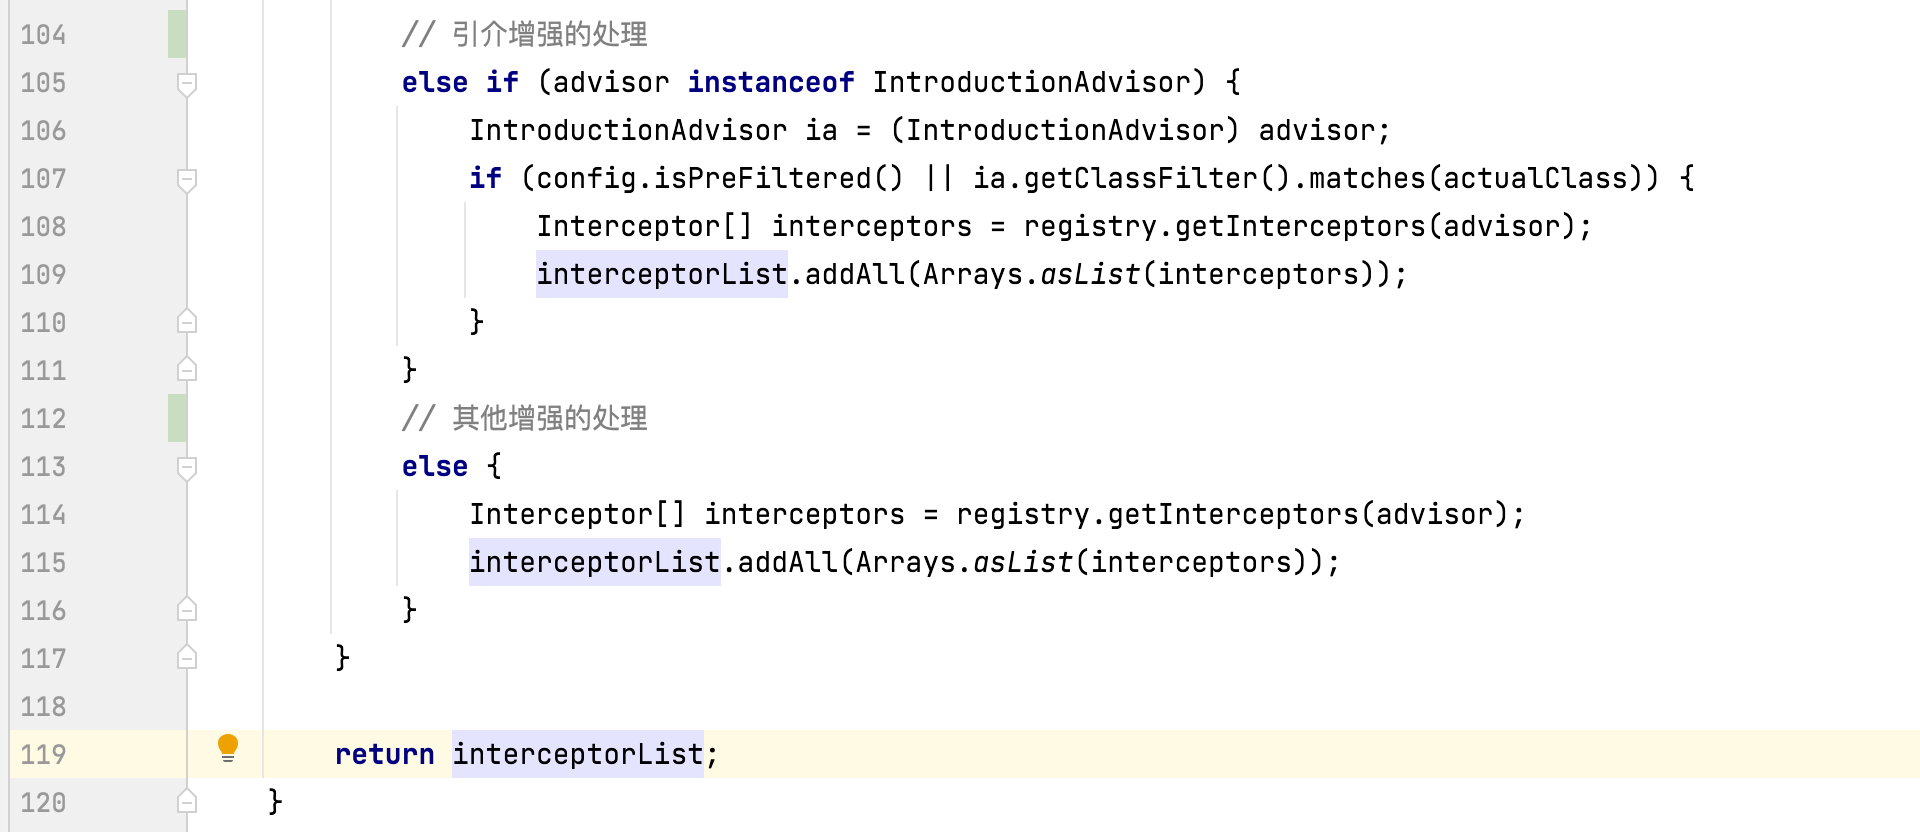 104 // 引介增强的处理
105 else if (advisor instanceof IntroductionAdvisor) {
106 IntroductionAdvisor ia = (IntroductionAdvisor) advisor;
107 if (config.isPreFiltered() || ia.getClassFilter().matches(actualClass)) {
108 Interceptor[] interceptors = registry.getInterceptors(advisor);
109 interceptorList.addAll(Arrays.asList(interceptors));
110 }
111 }
112 // 其他增强的处理
113 else {
114 Interceptor[] interceptors = registry.getInterceptors(advisor);
115 interceptorList.addAll(Arrays.asList(interceptors));
116 }
117 }
118
119 return interceptorList;
120 }